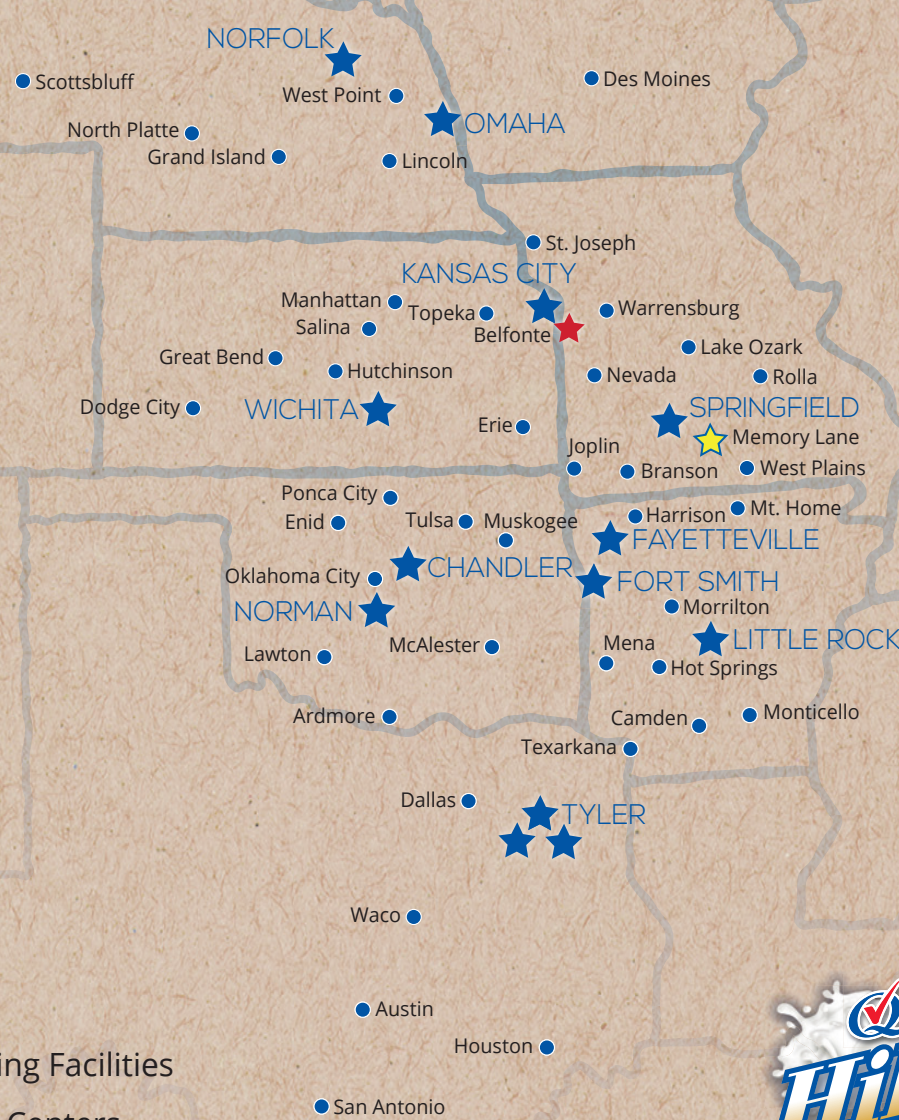 NORFOLK
Scottsbluff
Des Moines
West Point
OMAHA
North Platte
Grand Island
Lincoln
St. Joseph
KANSAS CITY
Manhattan
Topeka
Warrensburg
Salina
Belfonte
Lake Ozark
Great Bend
Hutchinson
Nevada
Rolla
Dodge City
WICHITA
SPRINGFIELD
Erie
Memory Lane
Joplin
Branson
West Plains
Ponca City
Mt. Home
Harrison
Enid
Tulsa
Muskogee
FAYETTEVILLE
CHANDLER
Oklahoma City
FORT SMITH
NORMAN
Morrilton
LITTLE ROCK
McAlester
Mena
Lawton
Hot Springs
Ardmore
Camden
Monticello
Texarkana
Dallas
TYLER
Waco
Austin
Houston
ing Facilities
San Antonio
Centers